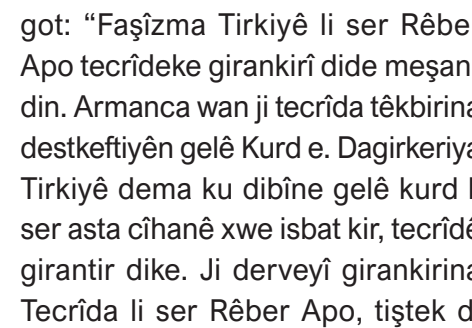 got: “Faşîzma Tirkiyê li ser Rêbe
Apo tecrîdeke girankirî dide meşan
din. Armanca wan ji tecrîda têkbirina
destkeftiyên gelê Kurd e. Dagirkeriya
Tirkiyê dema ku dibîne gelê kurd
ser asta cîhanê xwe isbat kir, tecrîdê
girantir dike. Ji derveyî girankirina
Tecrîda li ser Rêber Apo, tiştek d